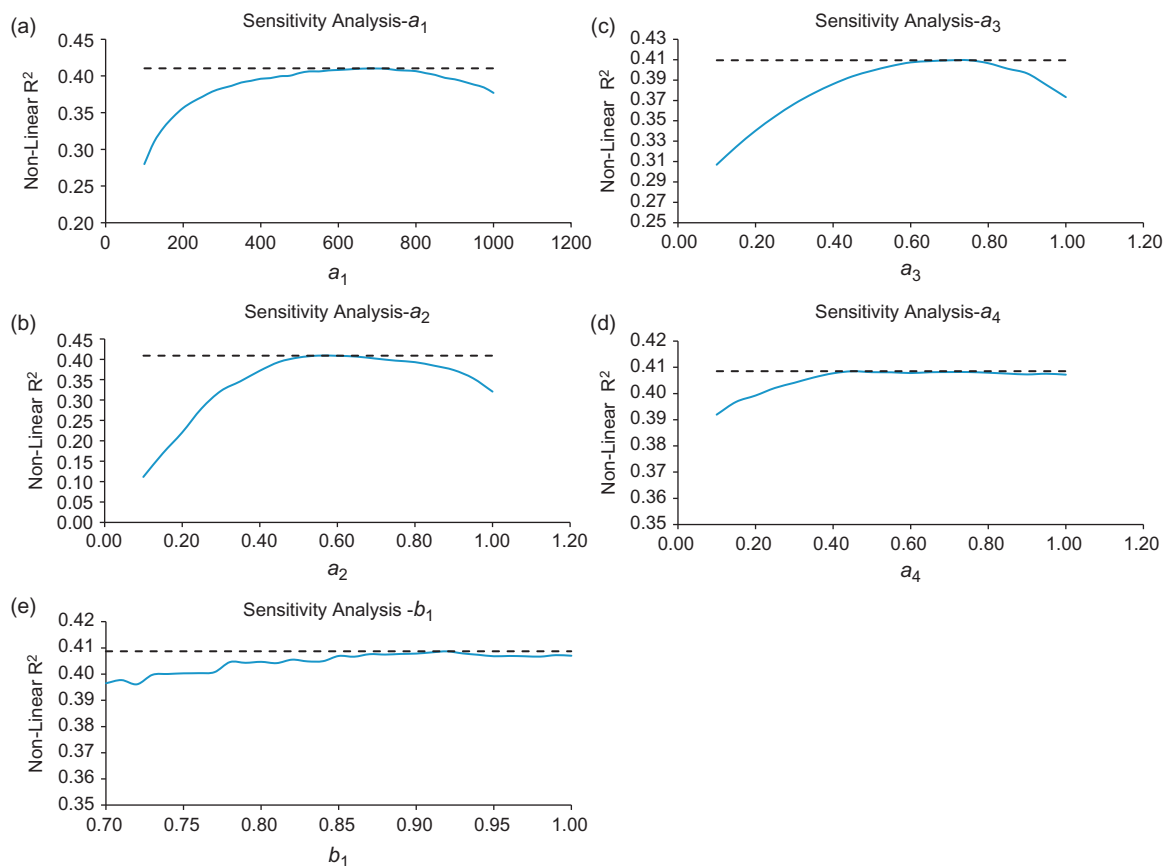 (a)
Sensitivity Analysis-a1
Non-Linear R2
0.45
0.40
0.35
0.30
0.25
0.20
0 200 400 600 800 1000 1200
a1
(c)
Sensitivity Analysis-a3
Non-Linear R2
0.43
0.41
0.39
0.37
0.35
0.33
0.31
0.29
0.27
0.25
0.00 0.20 0.40 0.60 0.80 1.00 1.20
a3
(b)
Sensitivity Analysis-a2
Non-Linear R2
0.45
0.40
0.35
0.30
0.25
0.20
0.15
0.10
0.05
0.00
0.00 0.20 0.40 0.60 0.80 1.00 1.20
a2
(d)
Sensitivity Analysis-a4
Non-Linear R2
0.42
0.41
0.40
0.39
0.38
0.37
0.36
0.35
0.00 0.20 0.40 0.60 0.80 1.00 1.20
a4
(e)
Sensitivity Analysis -b1
Non-Linear R2
0.42
0.41
0.40
0.39
0.38
0.37
0.36
0.35
0.70 0.75 0.80 0.85 0.90 0.95 1.00
b1